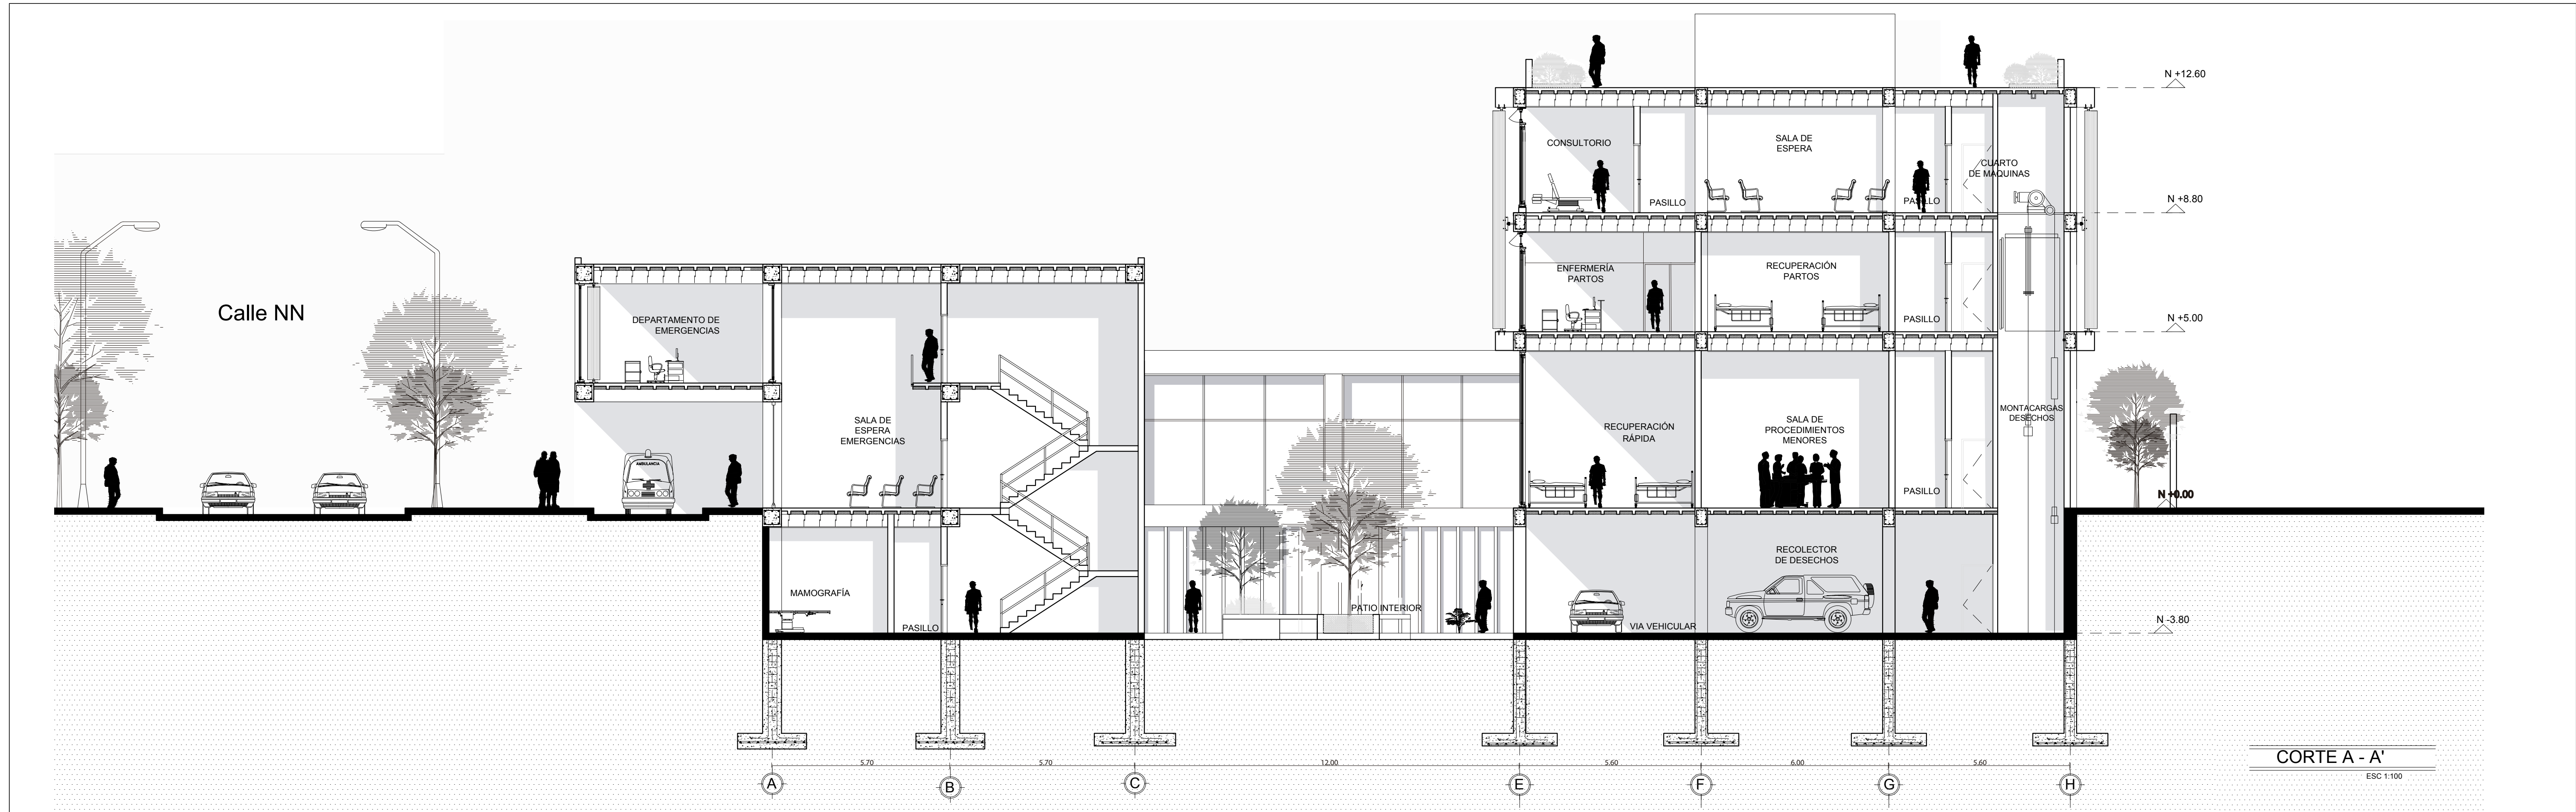 N +12.60
CONSULTORIO
PASILLO
SALA DE
ESPERA
PASILLO
CUARTO
DE MAQUINAS
N +8.80
Calle NN
DEPARTAMENTO DE
EMERGENCIAS
ENFERMERÍA
PARTOS
RECUPERACIÓN
PARTOS
PASILLO
N +5.00
AMBULANCIA
SALA DE
ESPERA
EMERGENCIAS
RECUPERACIÓN
RÁPIDA
SALA DE
PROCEDIMIENTOS
MENORES
PASILLO
MONTACARGAS
DESECHOS
N +0.00
MAMOGRAFÍA
PASILLO
PATIO INTERIOR
VIA VEHICULAR
RECOLECTOR
DE DESECHOS
N -3.80
5.70
5.70
12.00
5.60
6.00
5.60
A
B
C
E
F
G
H
CORTE A - A'
ESC 1:100